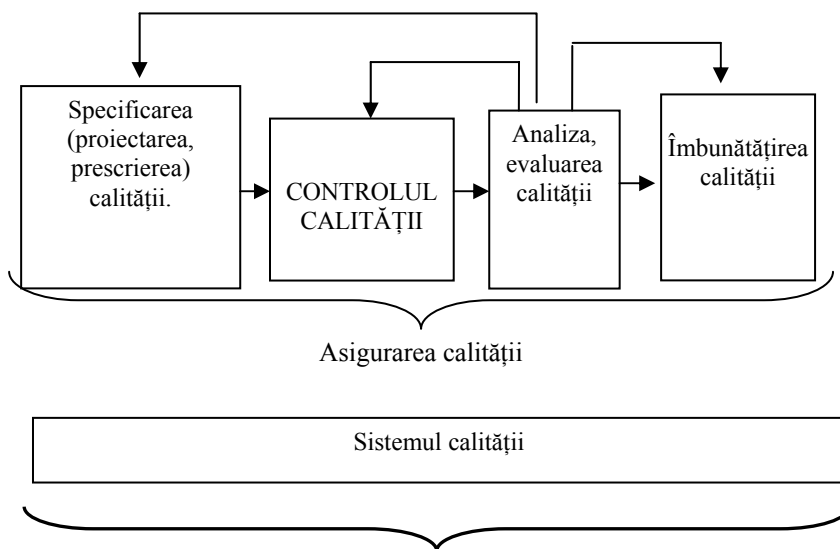 Specificarea
(proiectarea,
prescrierea)
calității.
CONTROLUL
CALITĂȚII
Analiza,
evaluarea
calității
Îmbunătățirea
calității
Asigurarea calității
Sistemul calității